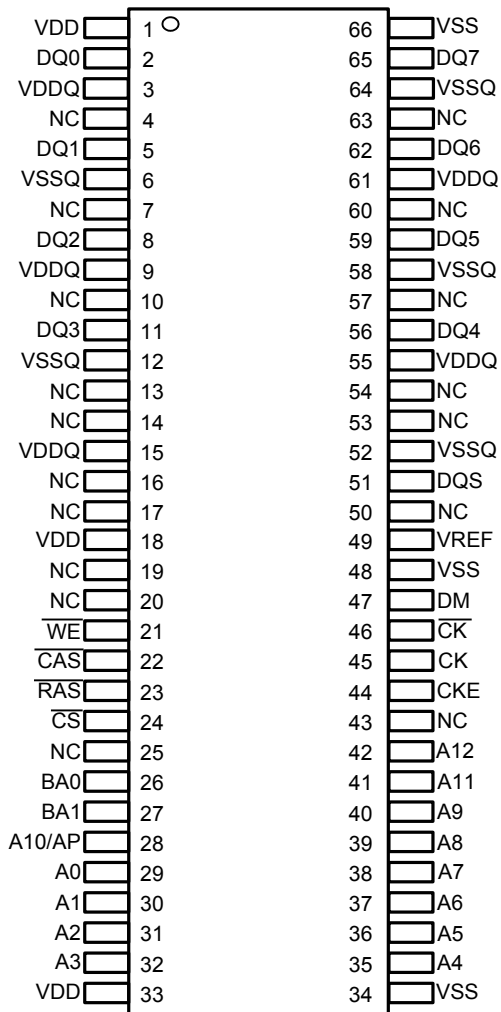 VDD 1 66 VSS
DQ0 2 65 DQ7
VDDQ 3 64 VSSQ
NC 4 63 NC
DQ1 5 62 DQ6
VSSQ 6 61 VDDQ
NC 7 60 NC
DQ2 8 59 DQ5
VDDQ 9 58 VSSQ
NC 10 57 NC
DQ3 11 56 DQ4
VSSQ 12 55 VDDQ
NC 13 54 NC
NC 14 53 NC
VDDQ 15 52 VSSQ
NC 16 51 DQS
NC 17 50 NC
VDD 18 49 VREF
NC 19 48 VSS
NC 20 47 DM
W̅E̅ 21 46 C̅K̅
C̅A̅S̅ 22 45 CK
R̅A̅S̅ 23 44 CKE
C̅S̅ 24 43 NC
NC 25 42 A12
BA0 26 41 A11
BA1 27 40 A9
A10/AP 28 39 A8
A0 29 38 A7
A1 30 37 A6
A2 31 36 A5
A3 32 35 A4
VDD 33 34 VSS